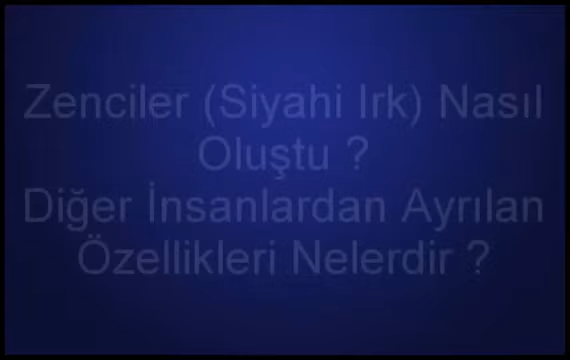 Zenciler (Siyahi Irk) Nasıl
Oluştu ?
Diğer İnsanlardan Ayrılan
Özellikleri Nelerdir ?